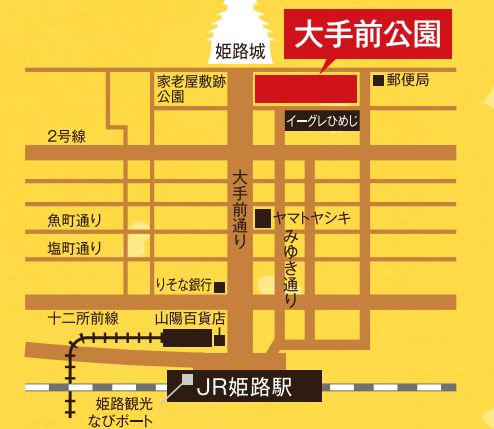 姫路城
大手前公園
家老屋敷跡
公園
郵便局
イーグレひめじ
2号線
大手前通り
ヤマトヤシキ
魚町通り
みゆき通り
塩町通り
りそな銀行
十二所前線
山陽百貨店
JR姫路駅
姫路観光
なびポート